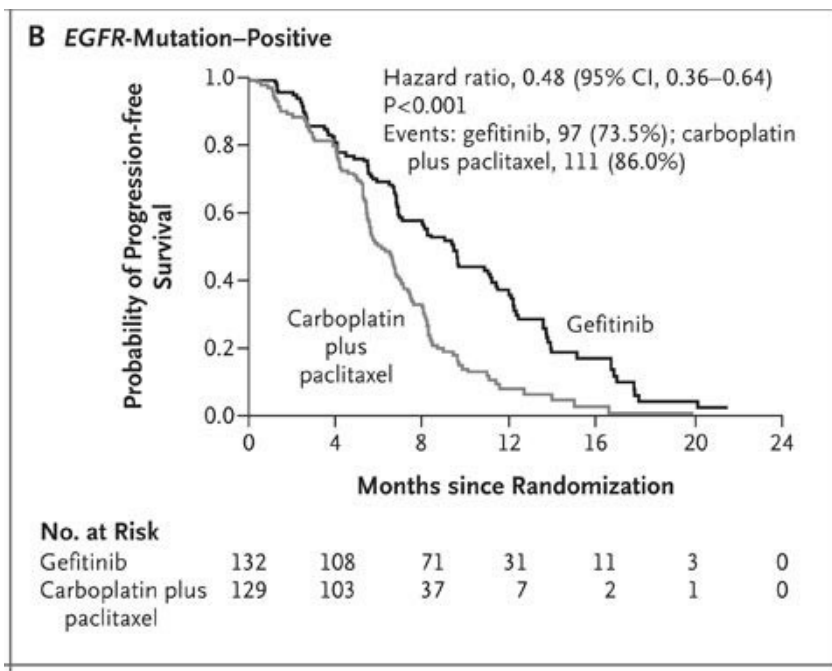 B EGFR-Mutation–Positive
Hazard ratio, 0.48 (95% CI, 0.36–0.64)
P<0.001
Events: gefitinib, 97 (73.5%); carboplatin
plus paclitaxel, 111 (86.0%)
Probability of Progression-free
Survival
1.0
0.8
0.6
0.4
0.2
0.0
Carboplatin
plus
paclitaxel
Gefitinib
0 4 8 12 16 20 24
Months since Randomization
No. at Risk
Gefitinib 132 108 71 31 11 3 0
Carboplatin plus 129 103 37 7 2 1 0
paclitaxel